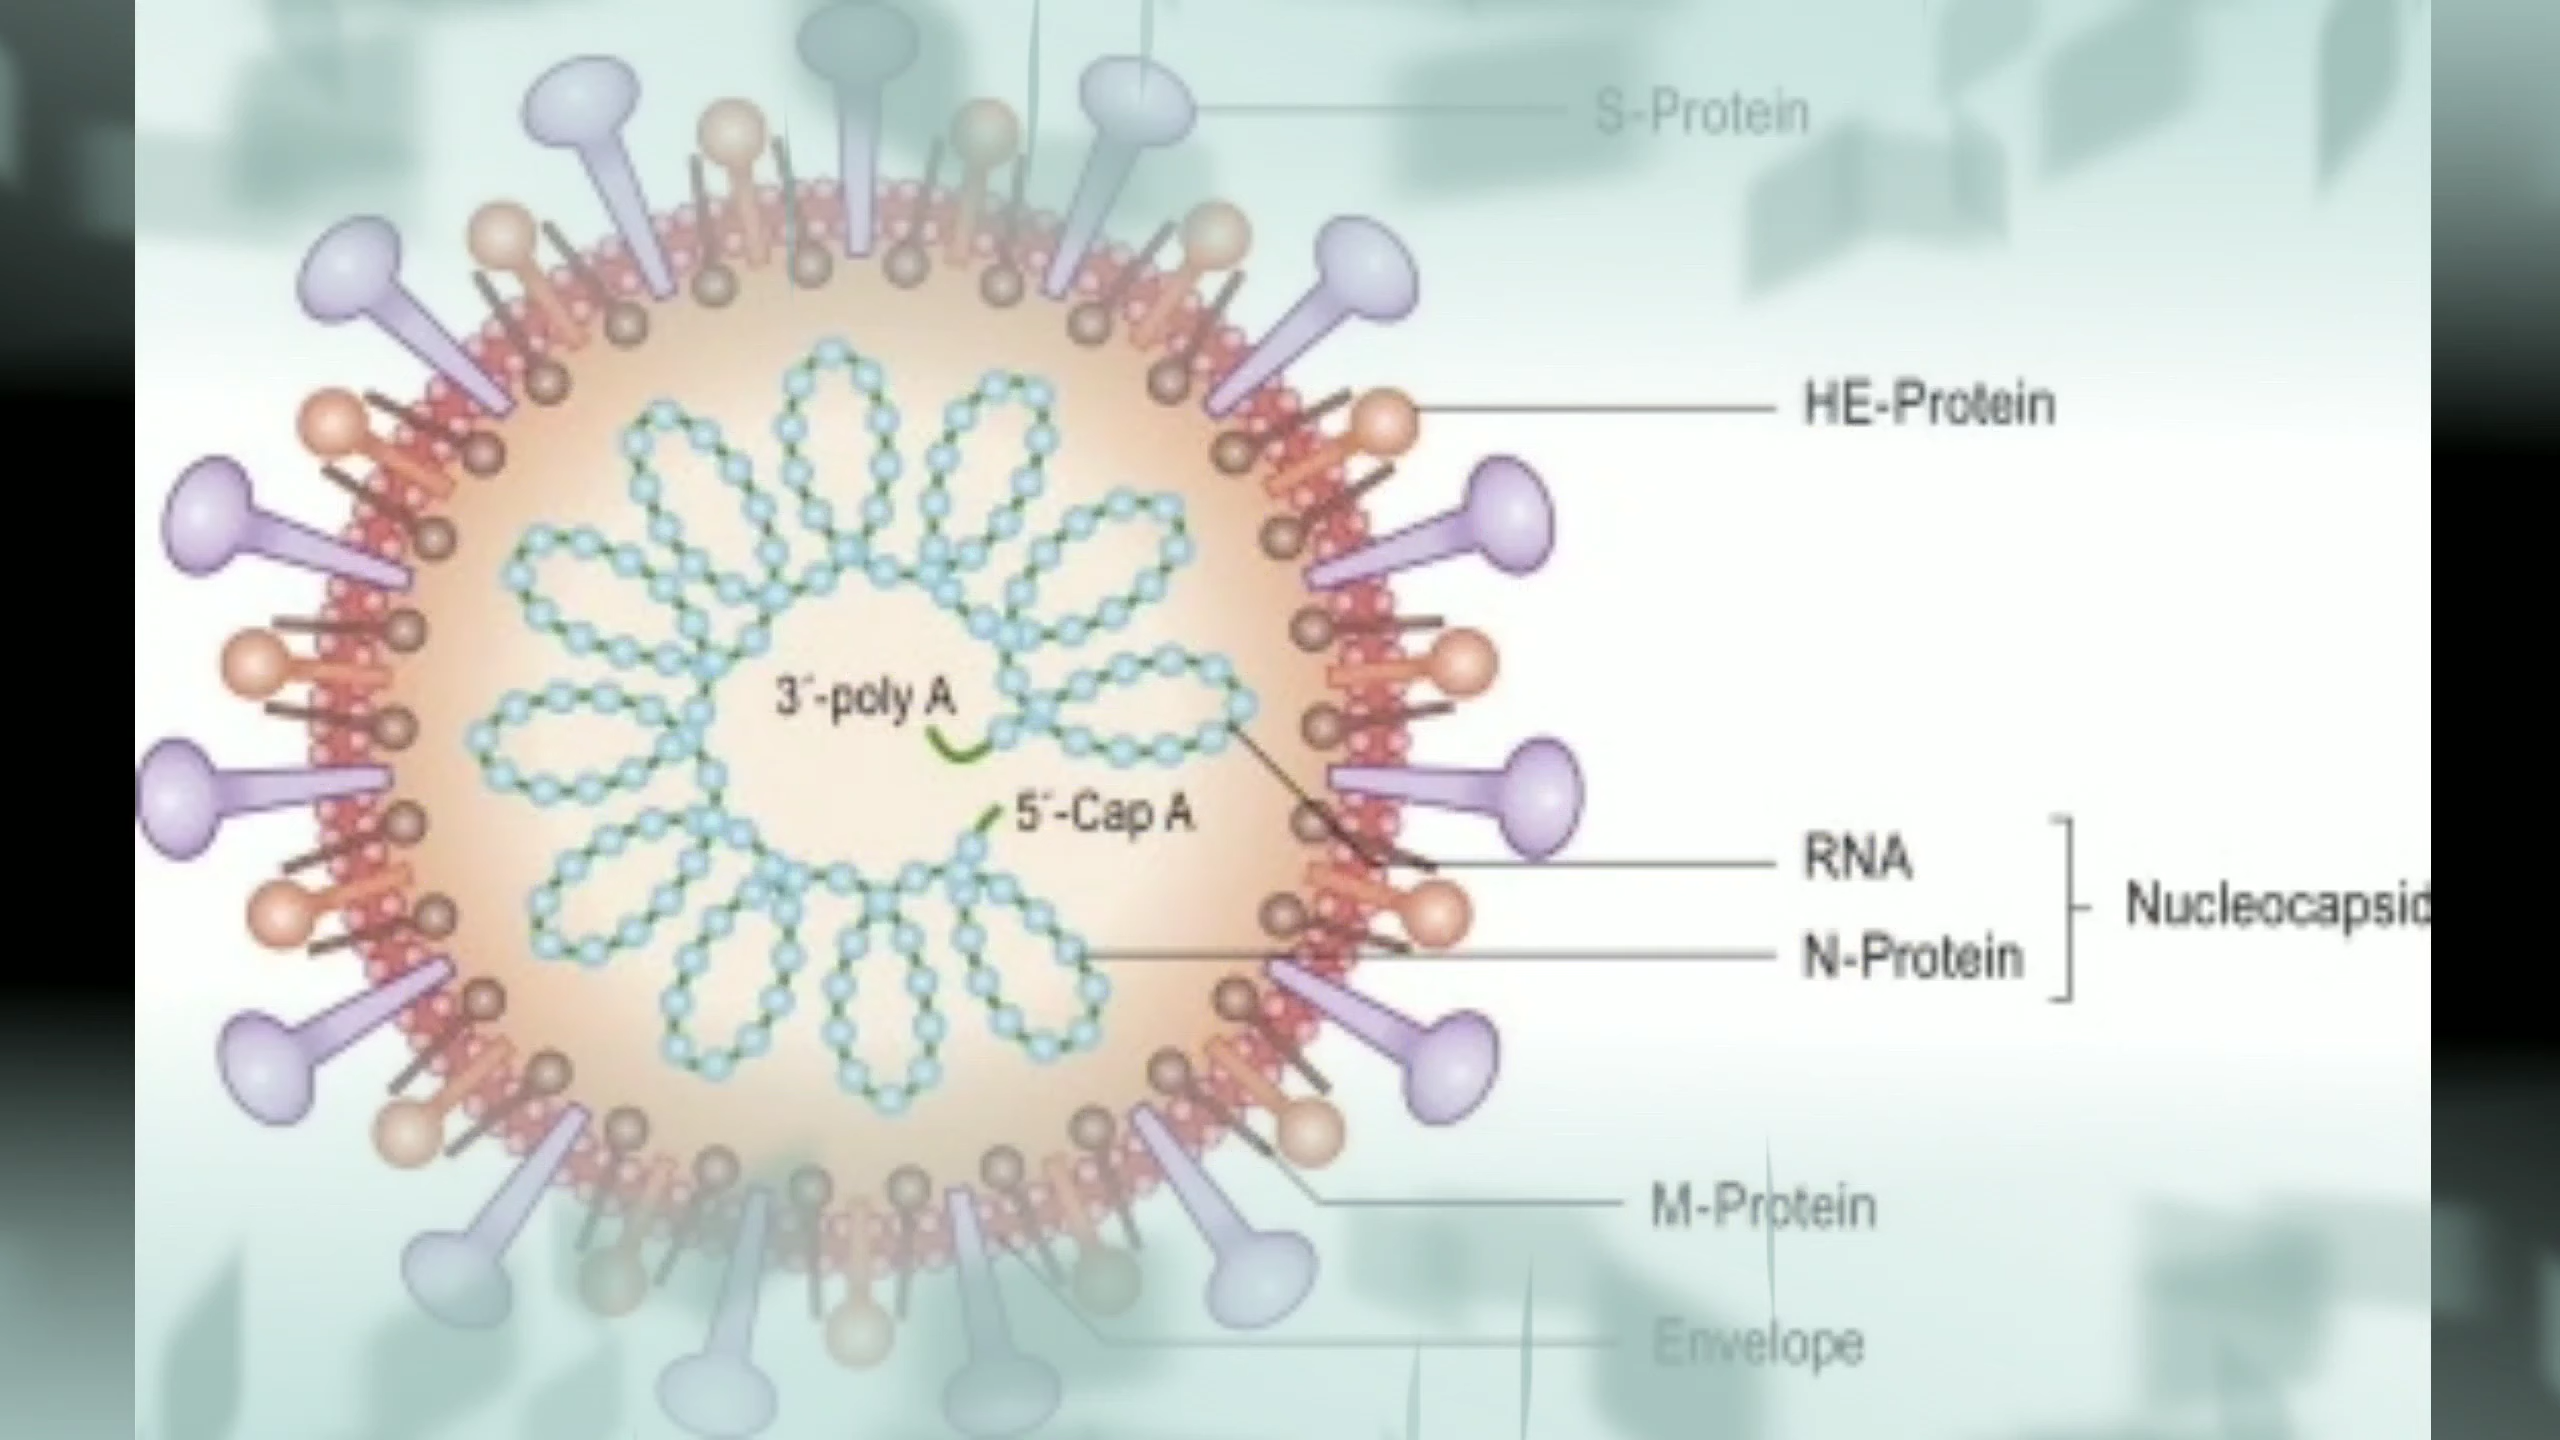 S-Protein
HE-Protein
3´-poly A
5´-Cap A
RNA
N-Protein
Nucleocapsid
M-Protein
Envelope